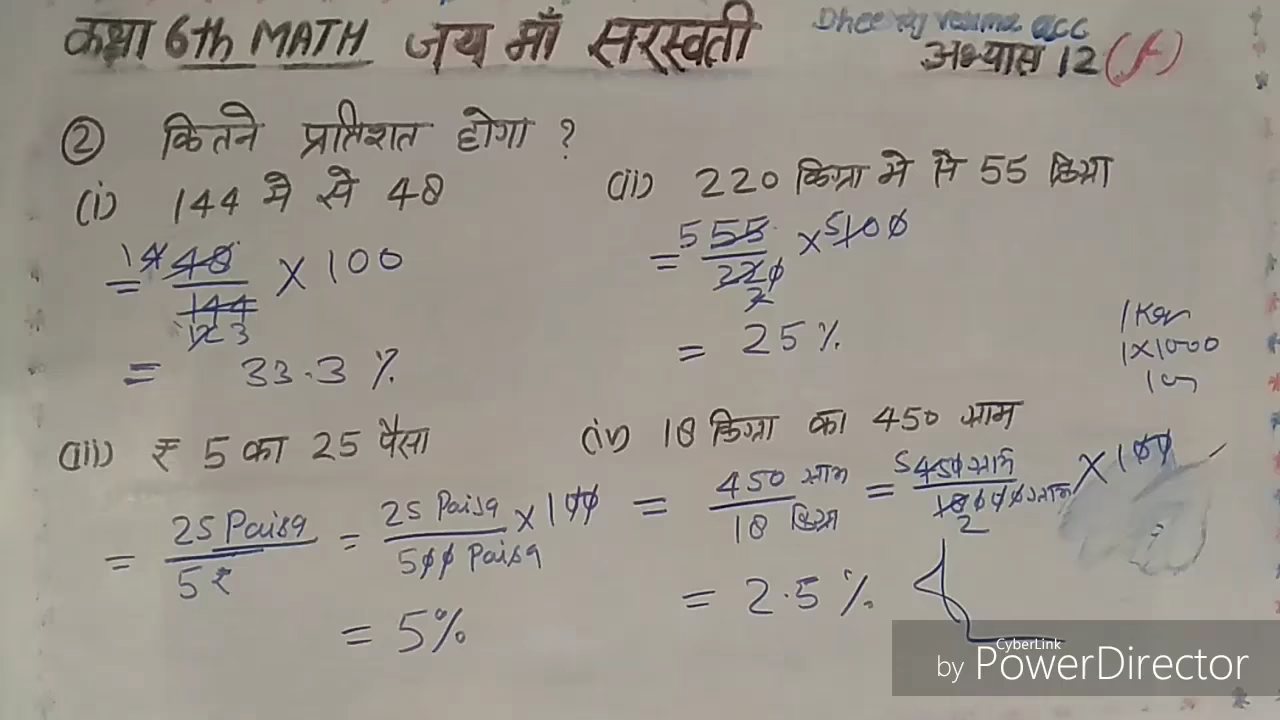 कक्षा 6th MATH जय माँ सरस्वती
अभ्यास 12 (A)
② कितने प्रतिशत होगा ?
(i) 144 मे से 48
= 48/144 × 100
= 33.3 %
(ii) 220 किग्रा मे से 55 किग्रा
= 55/220 × 100
= 25 %
1 × 1000
(iii) ₹ 5 का 25 पैसा
= 25 Paisa / 5 ₹ = 25 Paisa / 500 Paisa × 100
= 5 %
(iv) 18 किग्रा का 450 ग्राम
= 450 ग्राम / 18 किग्रा = 450 ग्राम / 18000 ग्राम × 100
= 2.5 %
CyberLink
by PowerDirector